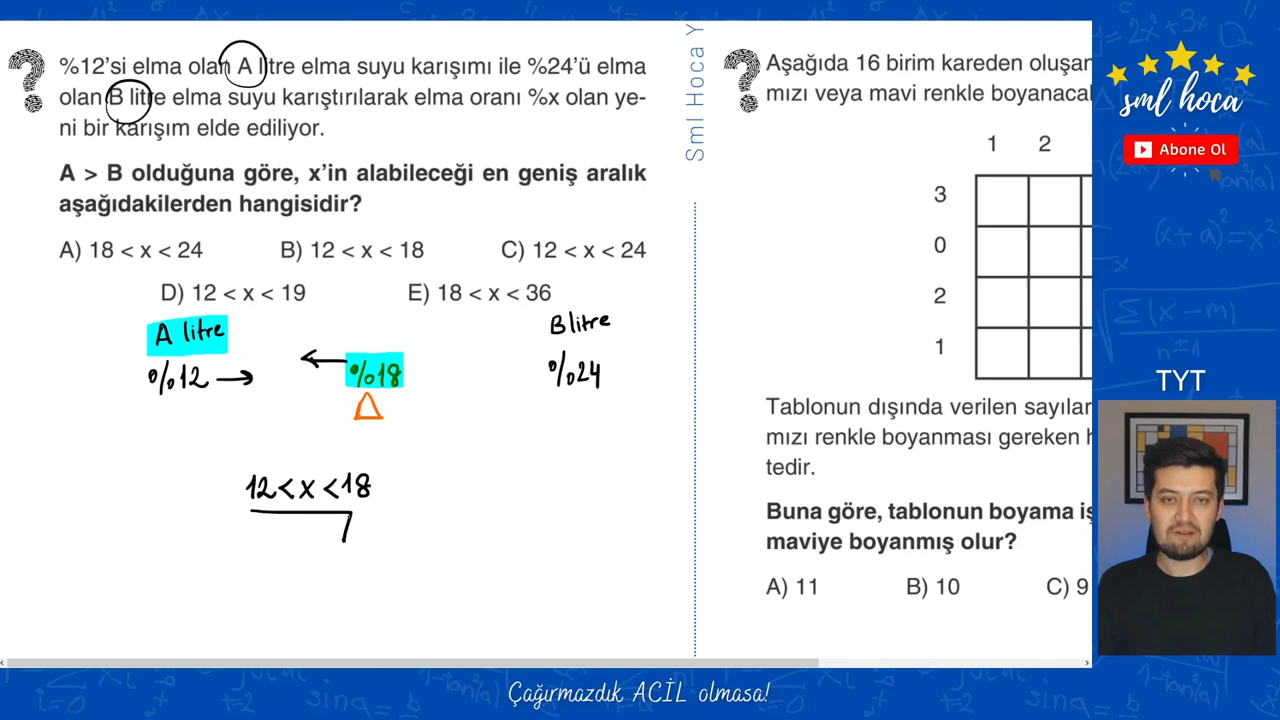 %12'si elma olan A litre elma suyu karışımı ile %24'ü elma
olan B litre elma suyu karıştırılarak elma oranı %x olan ye-
ni bir karışım elde ediliyor.
A > B olduğuna göre, x'in alabileceği en geniş aralık
aşağıdakilerden hangisidir?
A) 18 < x < 24 B) 12 < x < 18 C) 12 < x < 24
D) 12 < x < 19 E) 18 < x < 36
A litre B litre
%12 %18 %24
12 < x < 18
Sml Hoca Y
Aşağıda 16 birim kareden oluşan
mızı veya mavi renkle boyanacal
1 2
3
0
2
1
Tablonun dışında verilen sayılar
mızı renkle boyanması gereken h
tedir.
Buna göre, tablonun boyama iş
maviye boyanmış olur?
A) 11 B) 10 C) 9
sml hoca
Abone Ol
TYT
Çağırmazdık ACİL olmasa!